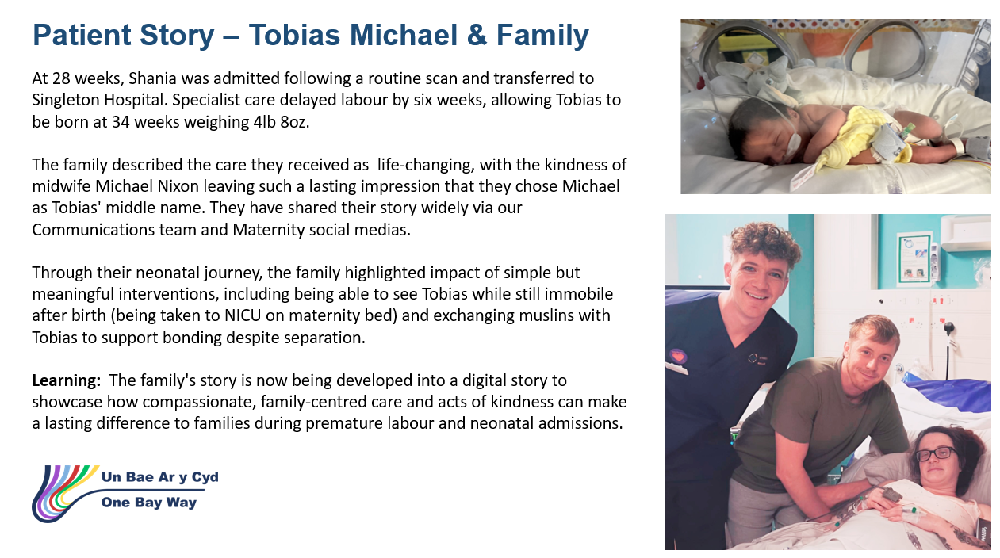 Patient Story – Tobias Michael & Family
At 28 weeks, Shania was admitted following a routine scan and transferred to
Singleton Hospital. Specialist care delayed labour by six weeks, allowing Tobias to
be born at 34 weeks weighing 4lb 8oz.
The family described the care they received as  life-changing, with the kindness of
midwife Michael Nixon leaving such a lasting impression that they chose Michael
as Tobias' middle name. They have shared their story widely via our
Communications team and Maternity social medias.
Through their neonatal journey, the family highlighted impact of simple but
meaningful interventions, including being able to see Tobias while still immobile
after birth (being taken to NICU on maternity bed) and exchanging muslins with
Tobias to support bonding despite separation.
Learning:  The family's story is now being developed into a digital story to
showcase how compassionate, family-centred care and acts of kindness can make
a lasting difference to families during premature labour and neonatal admissions.
Un Bae Ar y Cyd
One Bay Way
PHILIPS